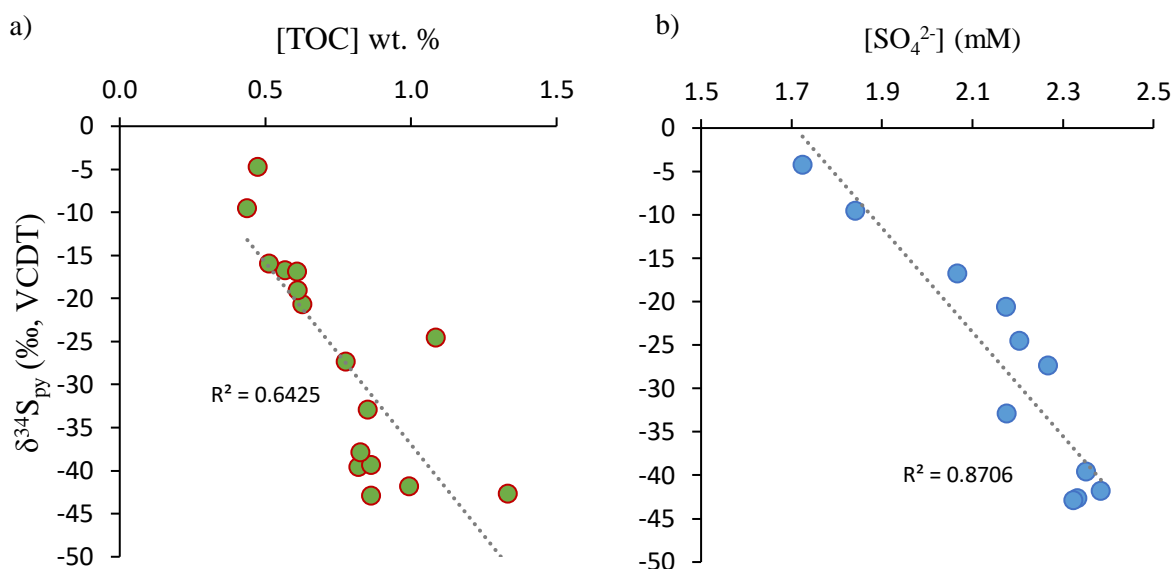 a)
[TOC] wt. %
0.0 0.5 1.0 1.5
0
-5
-10
-15
-20
-25
-30
-35
-40
-45
-50
δ³⁴S_py (‰, VCDT)
R² = 0.6425
b)
[SO₄²⁻] (mM)
1.5 1.7 1.9 2.1 2.3 2.5
0
-5
-10
-15
-20
-25
-30
-35
-40
-45
-50
R² = 0.8706